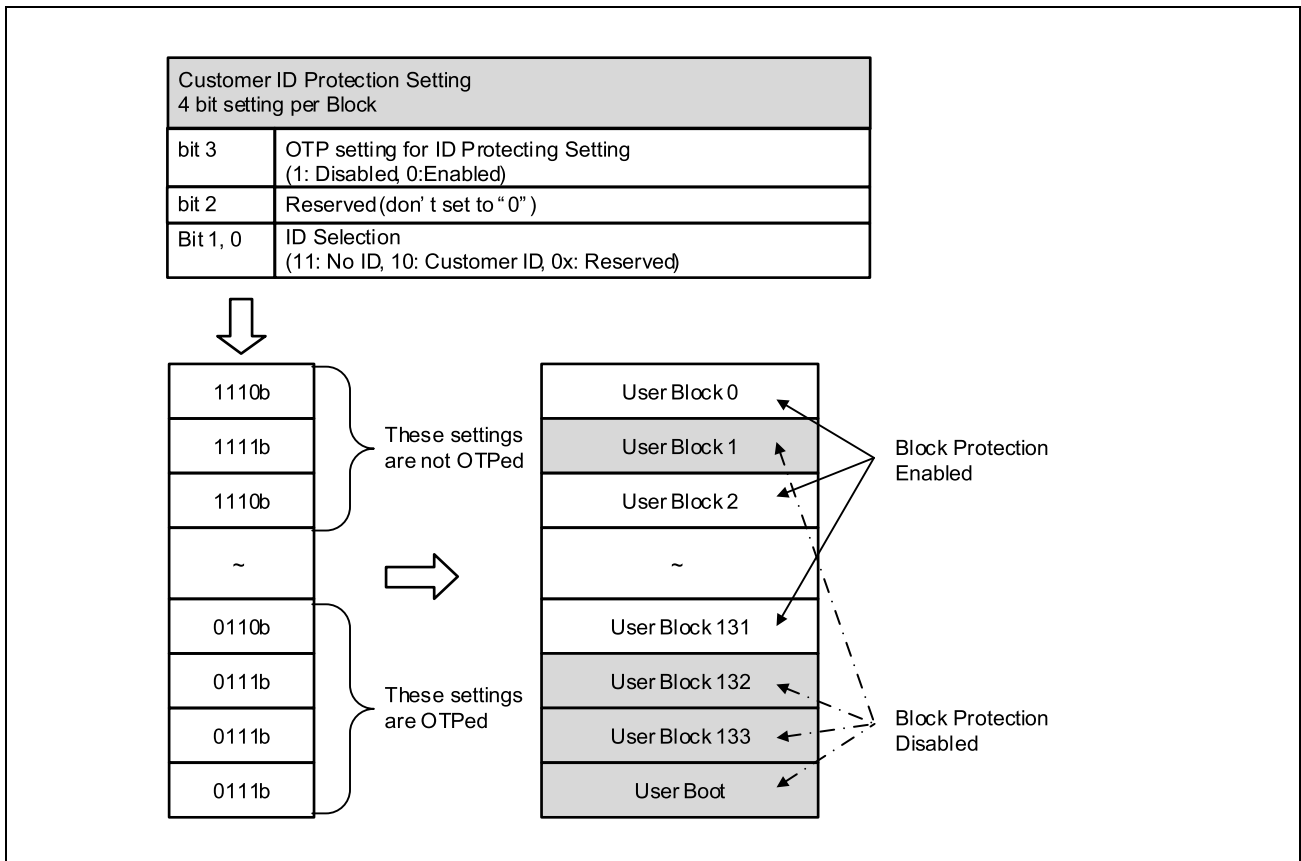 Customer ID Protection Setting
4 bit setting per Block
bit 3
OTP setting for ID Protecting Setting
(1: Disabled, 0:Enabled)
bit 2
Reserved (don't set to “0”)
Bit 1, 0
ID Selection
(11: No ID, 10: Customer ID, 0x: Reserved)
1110b
1111b
1110b
~
0110b
0111b
0111b
0111b
These settings
are not OTPed
These settings
are OTPed
User Block 0
User Block 1
User Block 2
~
User Block 131
User Block 132
User Block 133
User Boot
Block Protection
Enabled
Block Protection
Disabled